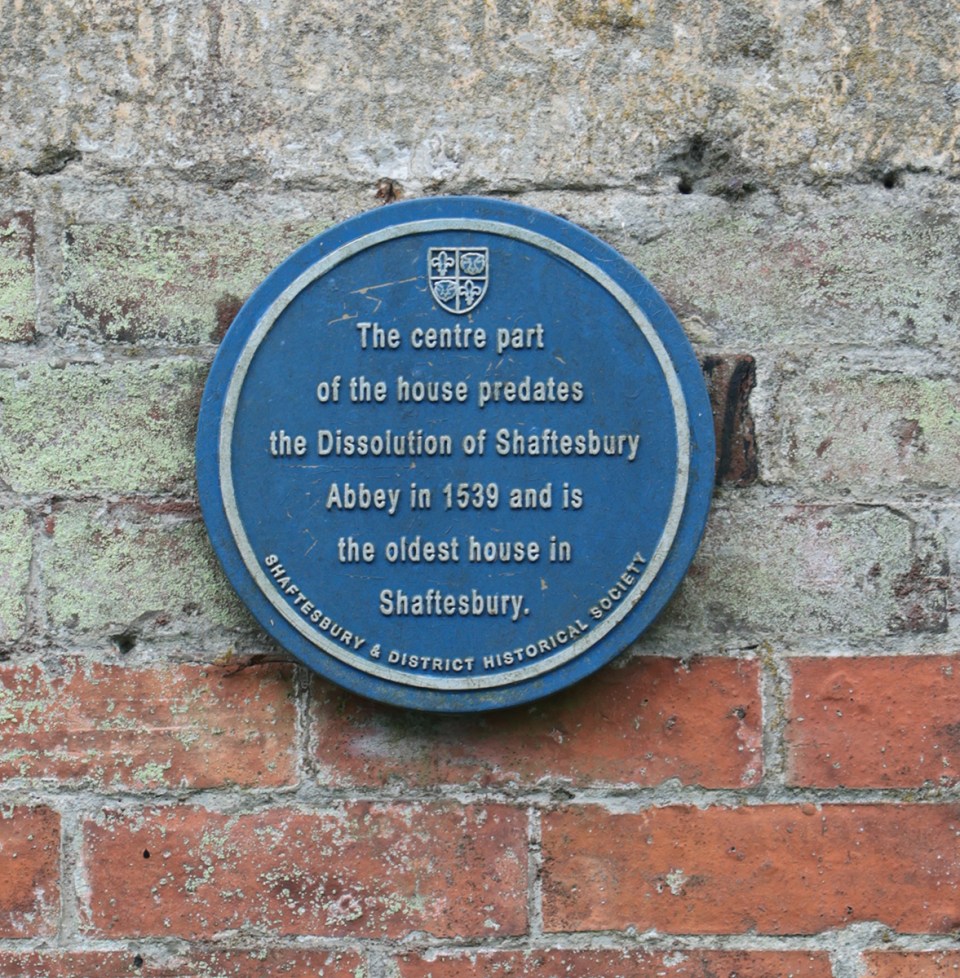 The centre part
of the house predates
the Dissolution of Shaftesbury
Abbey in 1539 and is
the oldest house in
Shaftesbury.
SHAFTESBURY & DISTRICT HISTORICAL SOCIETY